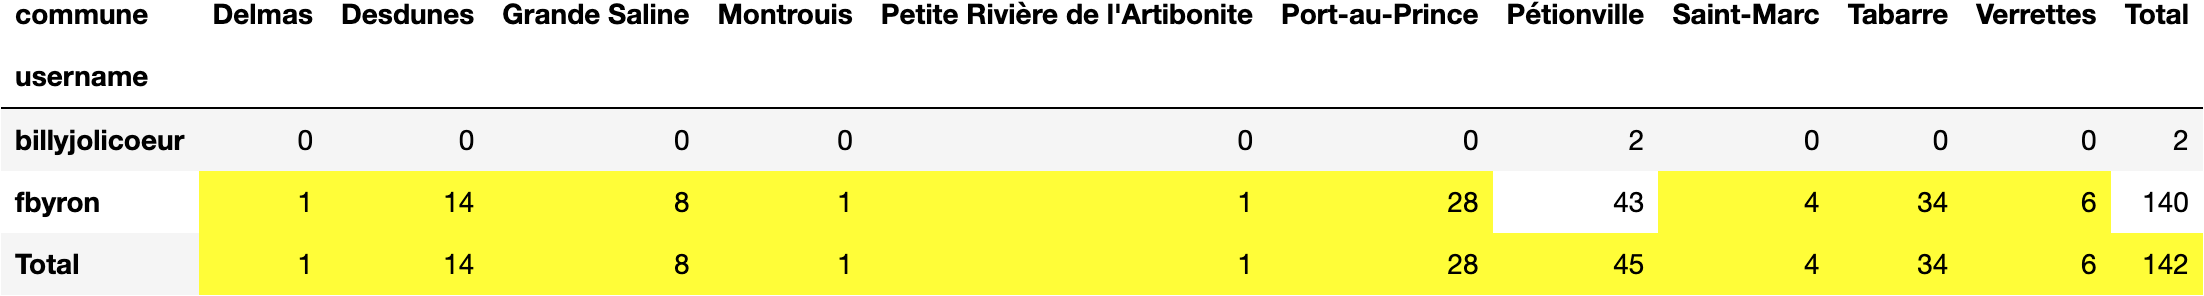 commune Delmas Desdunes Grande Saline Montrouis Petite Rivière de l'Artibonite Port-au-Prince Pétionville Saint-Marc Tabarre Verrettes Total
username
billyjolicoeur 0 0 0 0 0 0 2 0 0 0 2
fbyron 1 14 8 1 1 28 43 4 34 6 140
Total 1 14 8 1 1 28 45 4 34 6 142